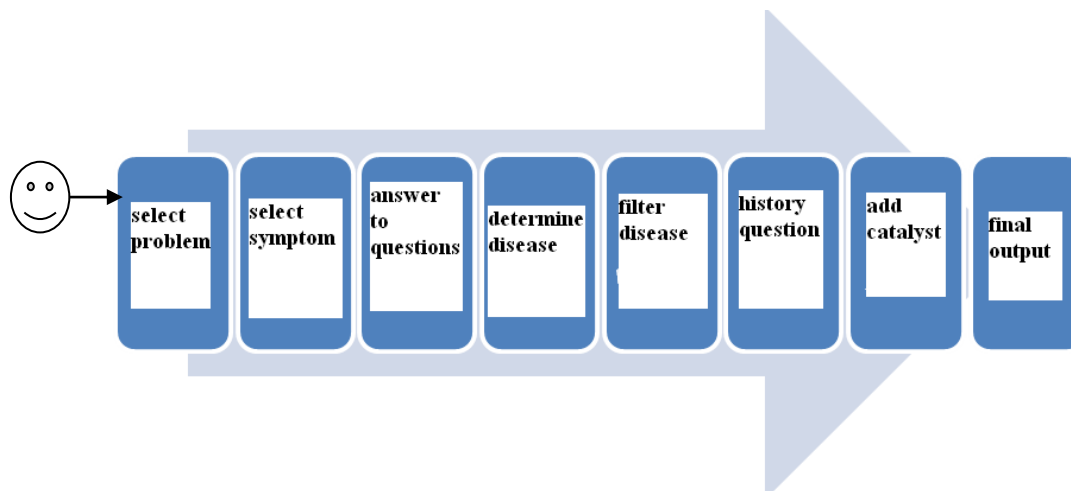 select
problem
select
symptom
answer
to
questions
determine
disease
filter
disease
history
question
add
catalyst
final
output